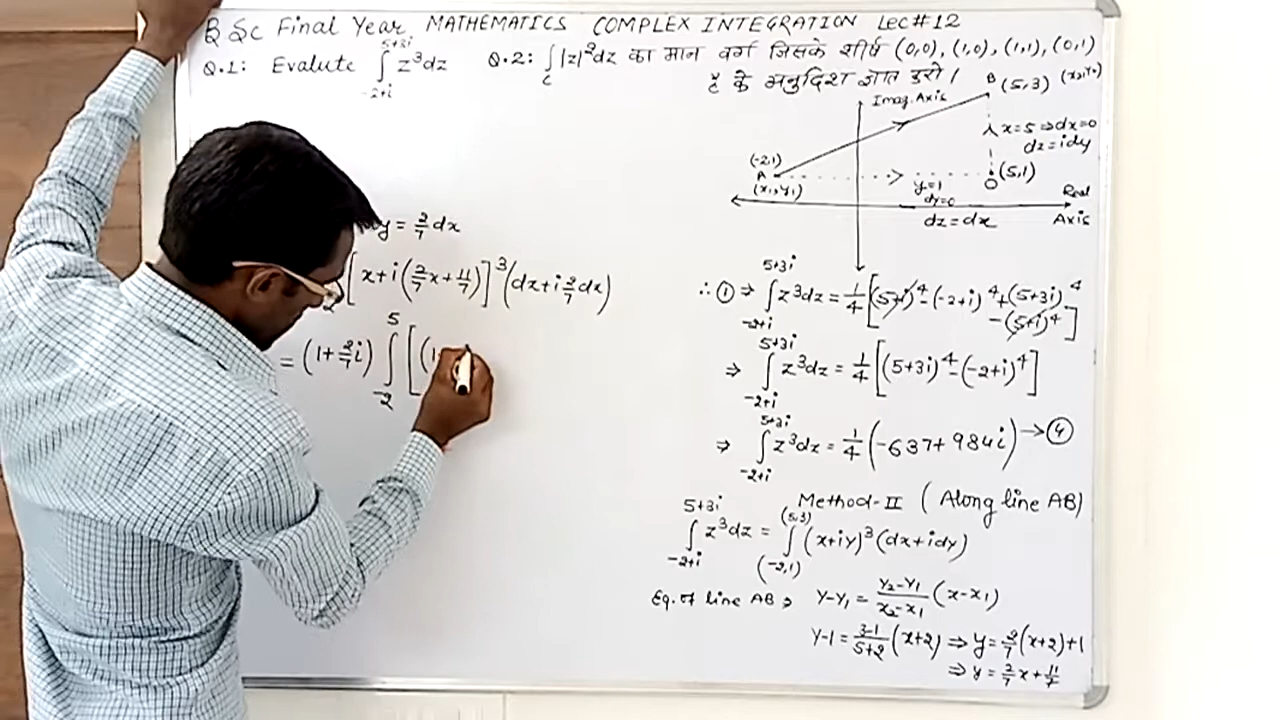 B Sc Final Year MATHEMATICS COMPLEX INTEGRATION Lec#12
Q.1: Evalute ∫_{-2+i}^{5+3i} z³dz
Q.2: ∫_C |z|²dz का मान वर्ग जिसके शीर्ष (0,0), (1,0), (1,1), (0,1)
है के अनुदिश ज्ञात करो।
Imag. Axis
B (5,3) (x₂,y₂)
x=5 ⇒ dx=0
dz=idy
(-2,1)
A
(x₁,y₁)
(5,1)
y=1
dy=0
dz=dx
Real
Axis
y = 2/7 dx
[x+i(2/7x+11/7)]³(dx+i2/7dx)
= (1+2/7i) ∫_{-2}^{5} [(1
∴ ① ⇒ ∫_{-2+i}^{5+3i} z³dz = 1/4[(5+i)⁴-(-2+i)⁴+(5+3i)⁴
-(5+i)⁴]
⇒ ∫_{-2+i}^{5+3i} z³dz = 1/4[(5+3i)⁴-(-2+i)⁴]
⇒ ∫_{-2+i}^{5+3i} z³dz = 1/4(-637+984i) → ④
Method-II (Along line AB)
∫_{-2+i}^{5+3i} z³dz = ∫_{(-2,1)}^{(5,3)} (x+iy)³(dx+idy)
Eq. of line AB ⇒ y-y₁ = (y₂-y₁)/(x₂-x₁) (x-x₁)
y-1 = (3-1)/(5+2) (x+2) ⇒ y = 2/7(x+2)+1
⇒ y = 2/7x+11/7